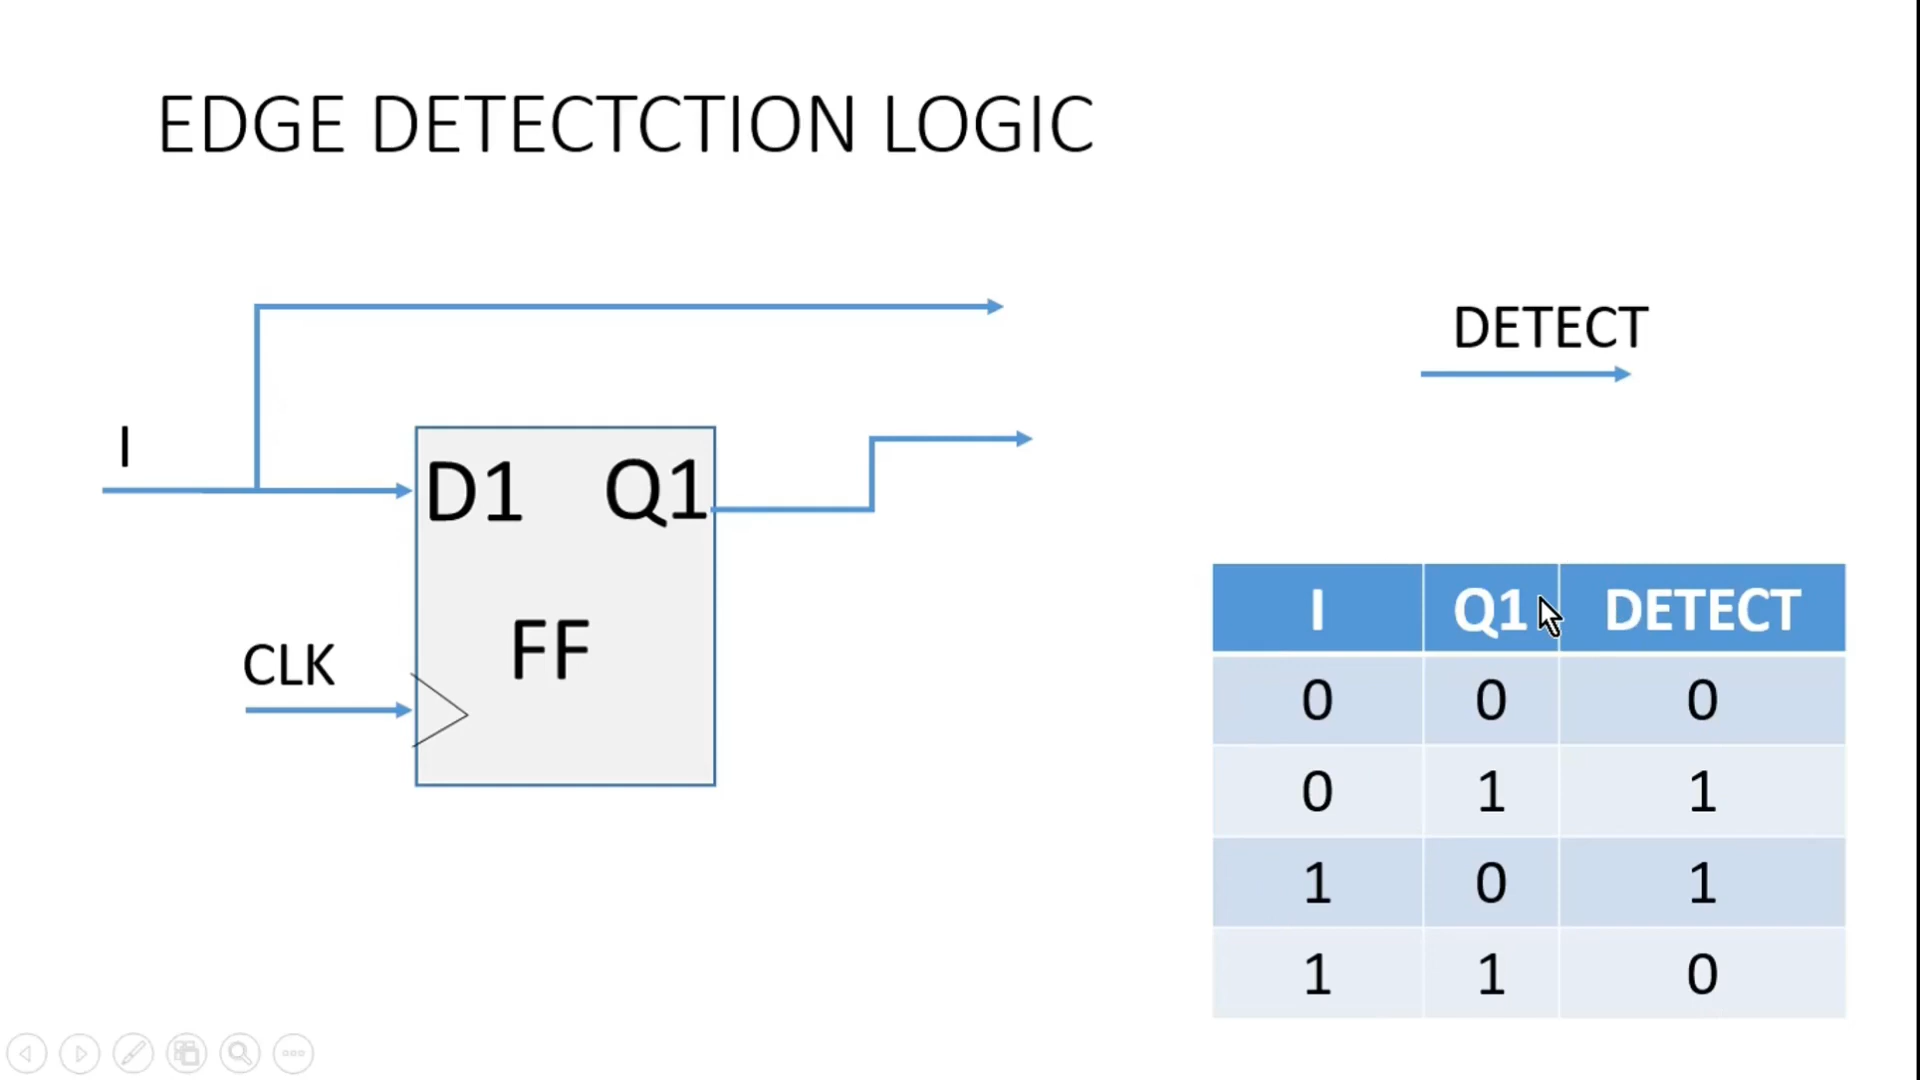 EDGE DETECTCTION LOGIC
DETECT
I
D1 Q1
FF
CLK
I Q1 DETECT
0 0 0
0 1 1
1 0 1
1 1 0